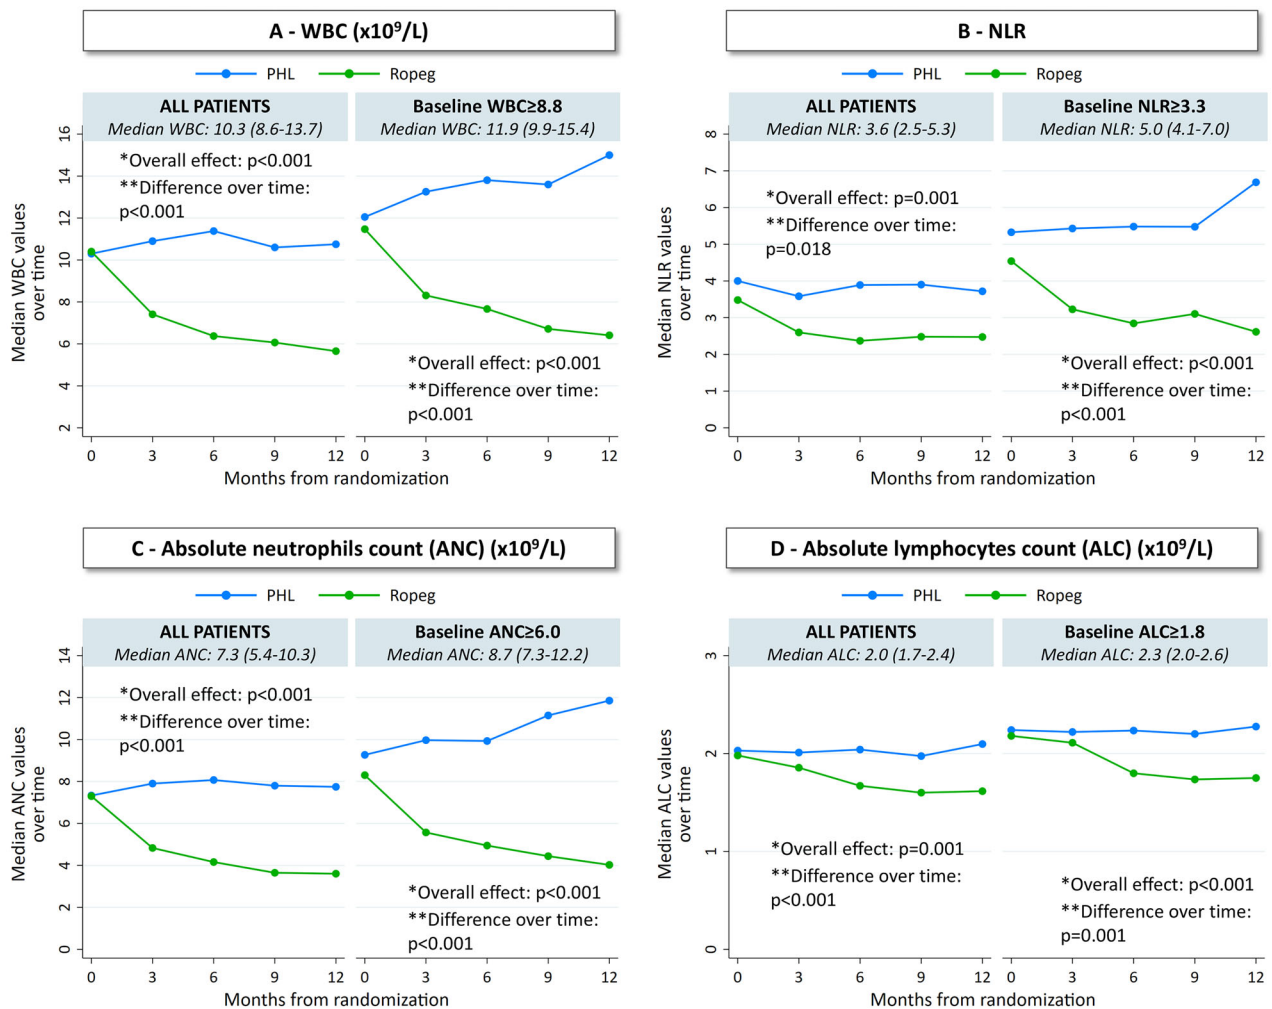 A - WBC (x10⁹/L)
PHL
Ropeg
ALL PATIENTS
Median WBC: 10.3 (8.6-13.7)
Baseline WBC≥8.8
Median WBC: 11.9 (9.9-15.4)
*Overall effect: p<0.001
**Difference over time:
p<0.001
*Overall effect: p<0.001
**Difference over time:
p<0.001
Median WBC values
over time
16
14
12
10
8
6
4
2
0 3 6 9 12 0 3 6 9 12
Months from randomization
B - NLR
PHL
Ropeg
ALL PATIENTS
Median NLR: 3.6 (2.5-5.3)
Baseline NLR≥3.3
Median NLR: 5.0 (4.1-7.0)
*Overall effect: p=0.001
**Difference over time:
p=0.018
*Overall effect: p<0.001
**Difference over time:
p<0.001
Median NLR values
over time
8
7
6
5
4
3
2
1
0
0 3 6 9 12 0 3 6 9 12
Months from randomization
C - Absolute neutrophils count (ANC) (x10⁹/L)
PHL
Ropeg
ALL PATIENTS
Median ANC: 7.3 (5.4-10.3)
Baseline ANC≥6.0
Median ANC: 8.7 (7.3-12.2)
*Overall effect: p<0.001
**Difference over time:
p<0.001
*Overall effect: p<0.001
**Difference over time:
p<0.001
Median ANC values
over time
14
12
10
8
6
4
2
0
0 3 6 9 12 0 3 6 9 12
Months from randomization
D - Absolute lymphocytes count (ALC) (x10⁹/L)
PHL
Ropeg
ALL PATIENTS
Median ALC: 2.0 (1.7-2.4)
Baseline ALC≥1.8
Median ALC: 2.3 (2.0-2.6)
*Overall effect: p=0.001
**Difference over time:
p<0.001
*Overall effect: p<0.001
**Difference over time:
p=0.001
Median ALC values
over time
3
2
1
0
0 3 6 9 12 0 3 6 9 12
Months from randomization